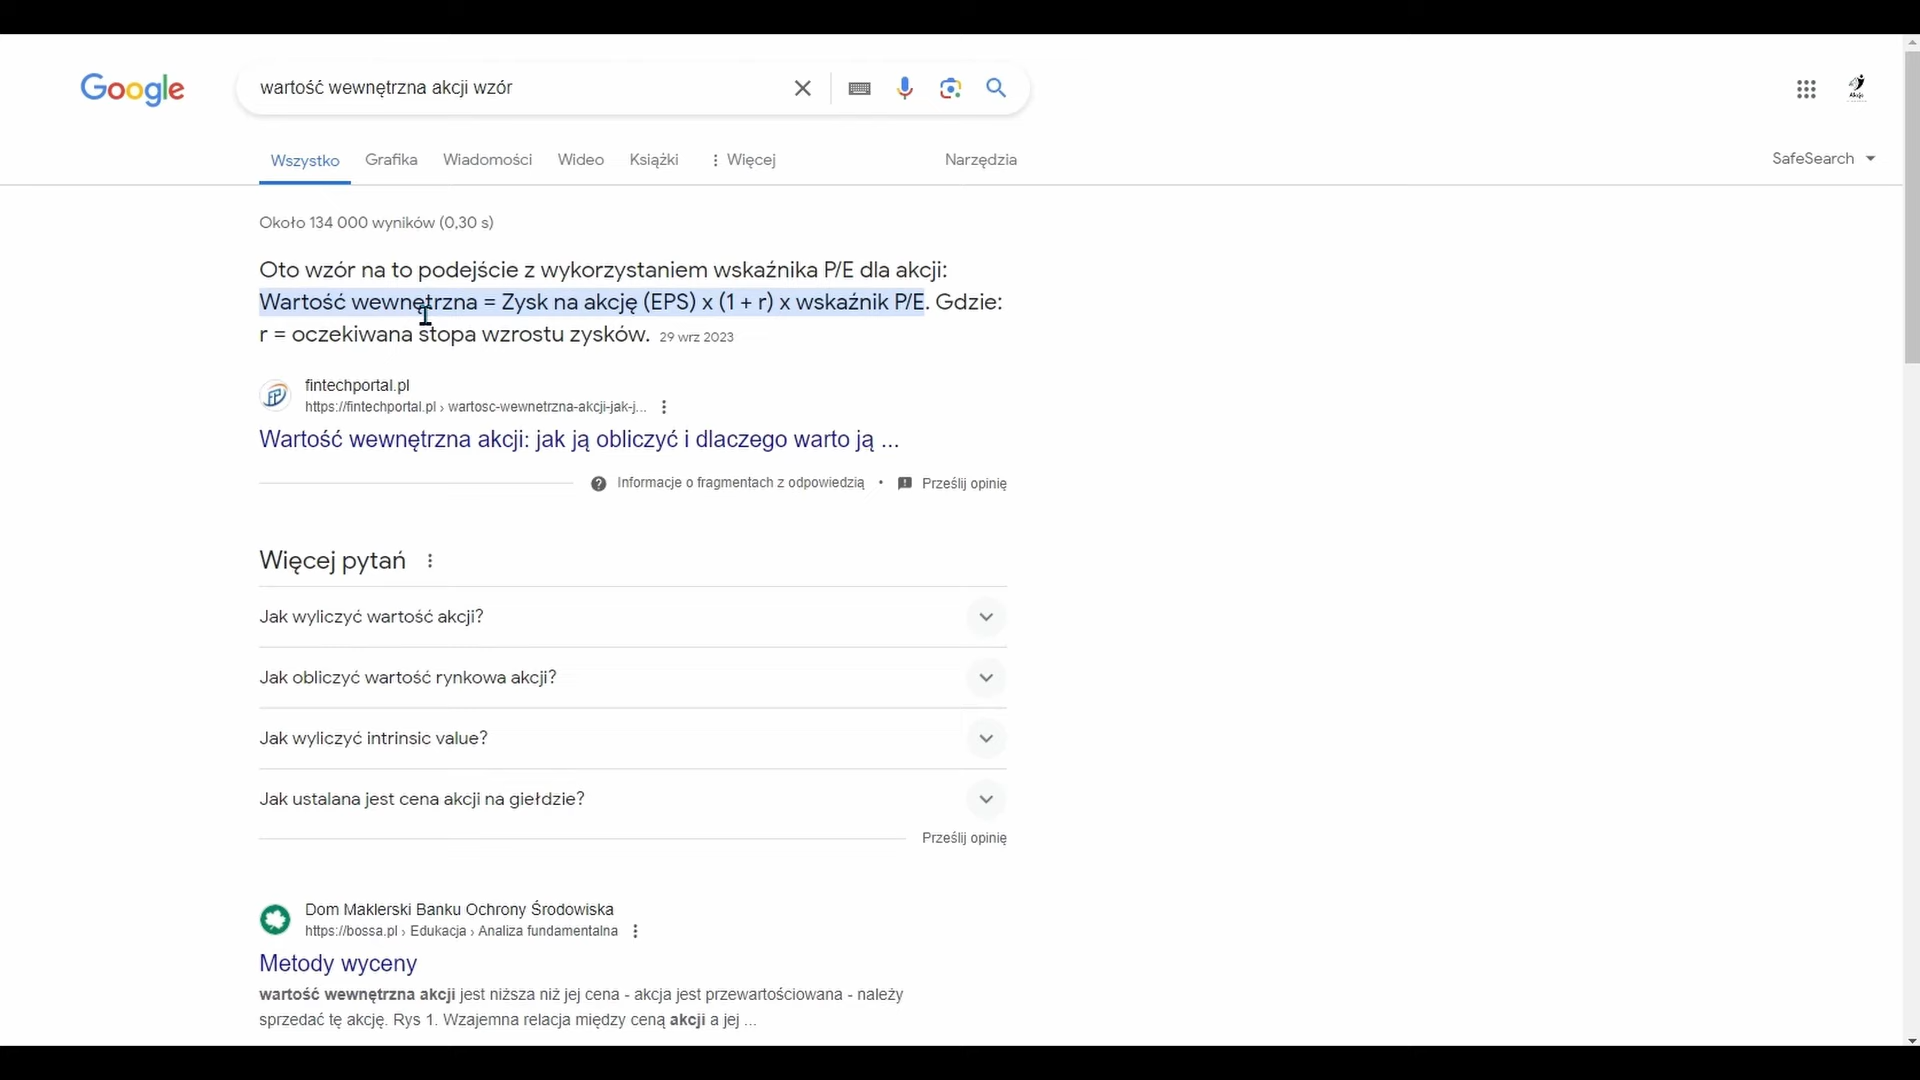 Google
wartość wewnętrzna akcji wzór
Wszystko Grafika Wiadomości Wideo Książki Więcej Narzędzia SafeSearch
Około 134 000 wyników (0,30 s)
Oto wzór na to podejście z wykorzystaniem wskaźnika P/E dla akcji:
Wartość wewnętrzna = Zysk na akcję (EPS) x (1 + r) x wskaźnik P/E. Gdzie:
r = oczekiwana stopa wzrostu zysków. 29 wrz 2023
fintechportal.pl
https://fintechportal.pl › wartosc-wewnetrzna-akcji-jak-j...
Wartość wewnętrzna akcji: jak ją obliczyć i dlaczego warto ją ...
Informacje o fragmentach z odpowiedzią • Prześlij opinię
Więcej pytań
Jak wyliczyć wartość akcji?
Jak obliczyć wartość rynkowa akcji?
Jak wyliczyć intrinsic value?
Jak ustalana jest cena akcji na giełdzie?
Prześlij opinię
Dom Maklerski Banku Ochrony Środowiska
https://bossa.pl › Edukacja › Analiza fundamentalna
Metody wyceny
wartość wewnętrzna akcji jest niższa niż jej cena - akcja jest przewartościowana - należy
sprzedać tę akcję. Rys 1. Wzajemna relacja między ceną akcji a jej ...